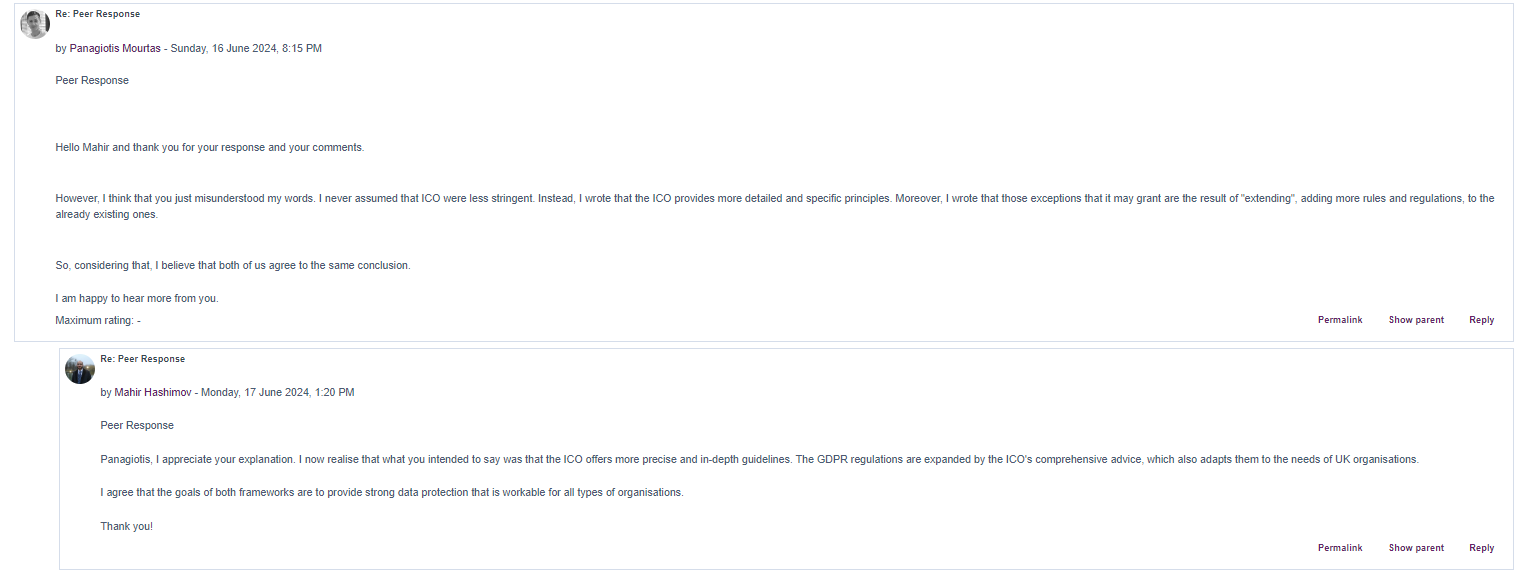 Re: Peer Response
by Panagiotis Mourtas - Sunday, 16 June 2024, 8:15 PM
Peer Response
Hello Mahir and thank you for your response and your comments.
However, I think that you just misunderstood my words. I never assumed that ICO were less stringent. Instead, I wrote that the ICO provides more detailed and specific principles. Moreover, I wrote that those exceptions that it may grant are the result of "extending", adding more rules and regulations, to the
already existing ones.
So, considering that, I believe that both of us agree to the same conclusion.
I am happy to hear more from you.
Maximum rating: -
Permalink Show parent Reply
Re: Peer Response
by Mahir Hashimov - Monday, 17 June 2024, 1:20 PM
Peer Response
Panagiotis, I appreciate your explanation. I now realise that what you intended to say was that the ICO offers more precise and in-depth guidelines. The GDPR regulations are expanded by the ICO's comprehensive advice, which also adapts them to the needs of UK organisations.
I agree that the goals of both frameworks are to provide strong data protection that is workable for all types of organisations.
Thank you!
Permalink Show parent Reply